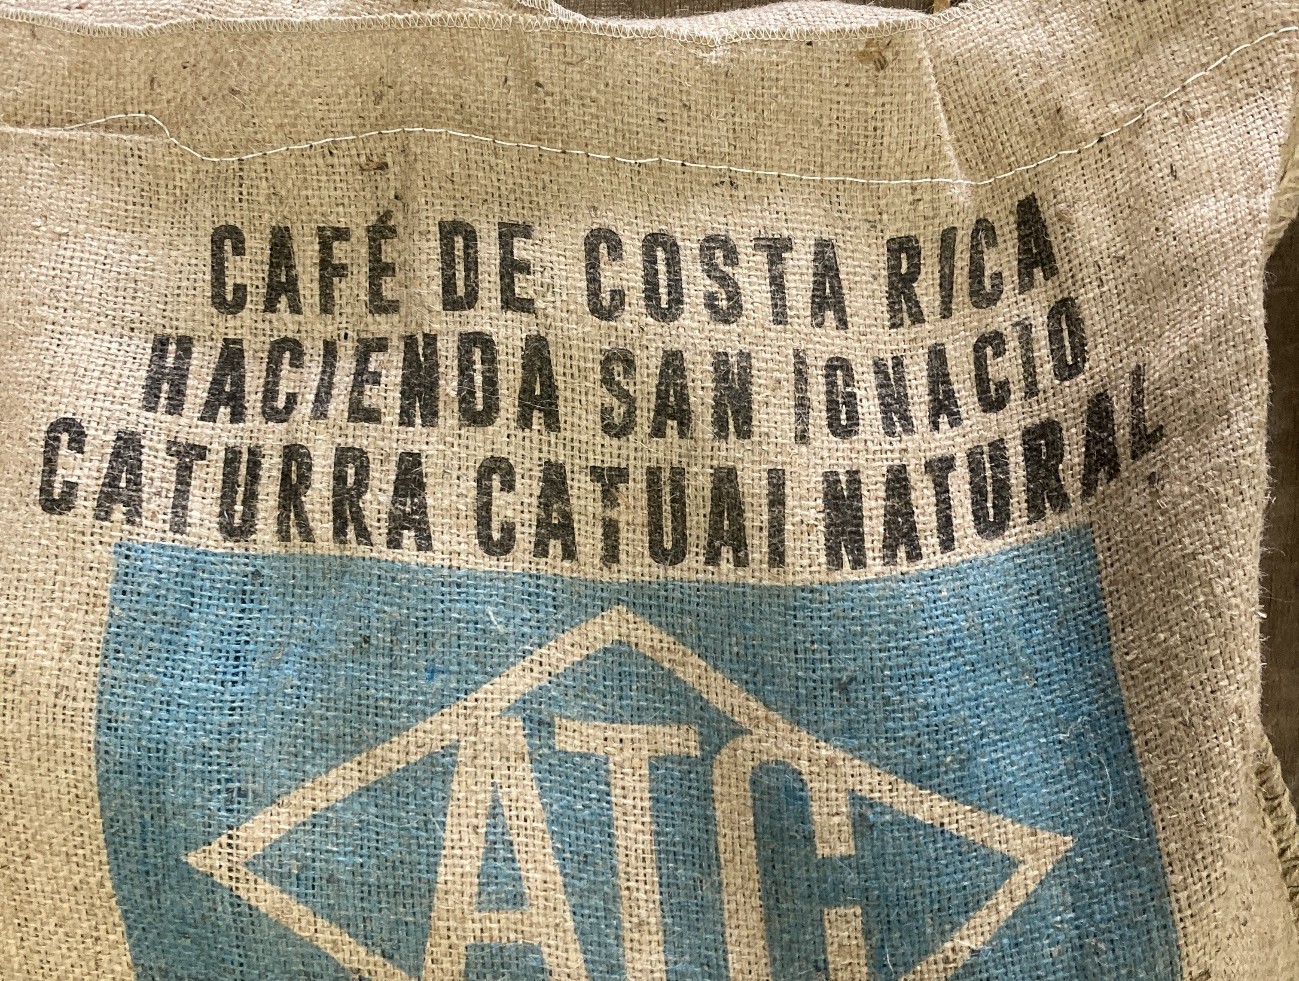 CAFÉ DE COSTA RICA
HACIENDA SAN IGNACIO
CATURRA CATUAI NATURAL
ATC